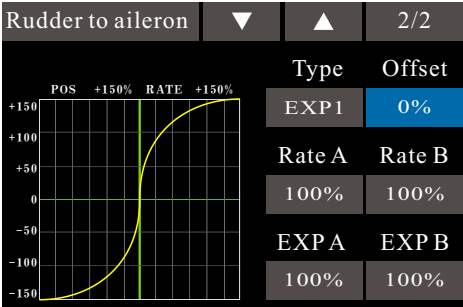 Rudder to aileron ▼ ▲ 2/2
Type Offset
POS +150% RATE +150%
EXP1 0%
+150
+100
+50
0
-50
-100
-150
Rate A Rate B
100% 100%
EXP A EXP B
100% 100%